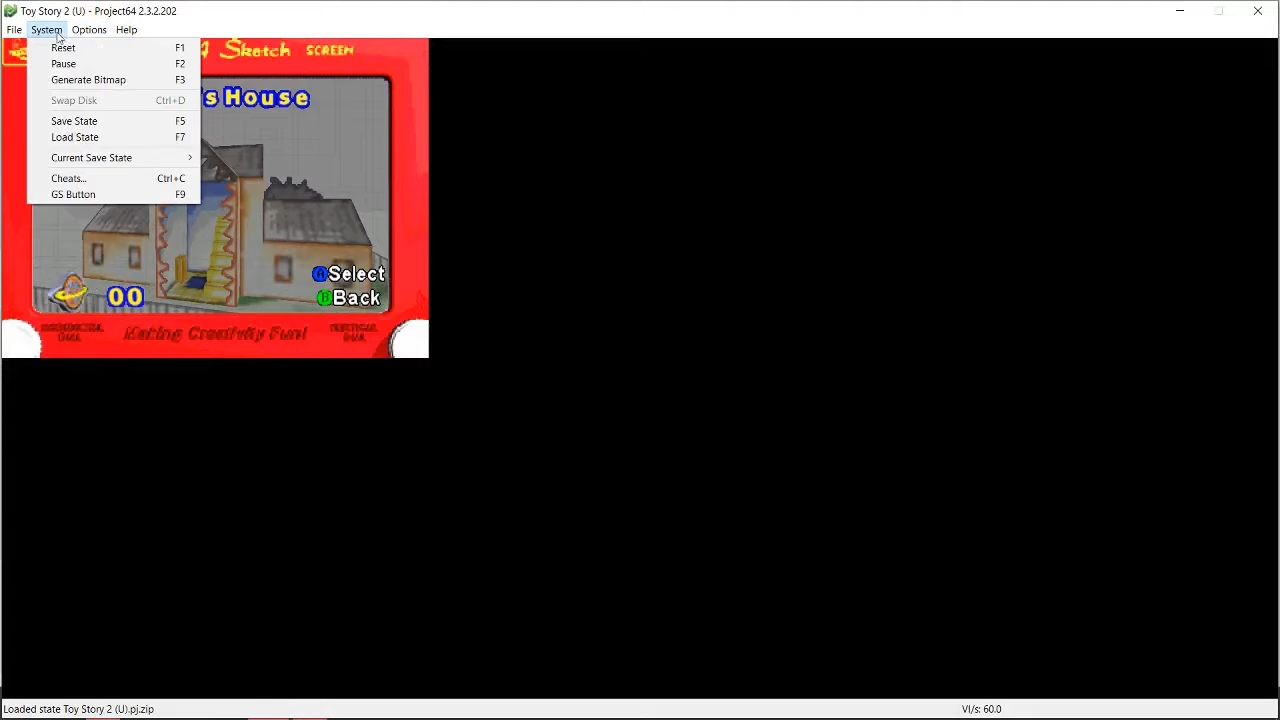 Toy Story 2 (U) - Project64 2.3.2.202
File System Options Help
Reset F1
Pause F2
Generate Bitmap F3
Swap Disk Ctrl+D
Save State F5
Load State F7
Current Save State
Cheats... Ctrl+C
GS Button F9
A Sketch SCREEN
's House
A Select
B Back
00
Making Creativity Fun!
Loaded state Toy Story 2 (U).pj.zip
VI/s: 60.0